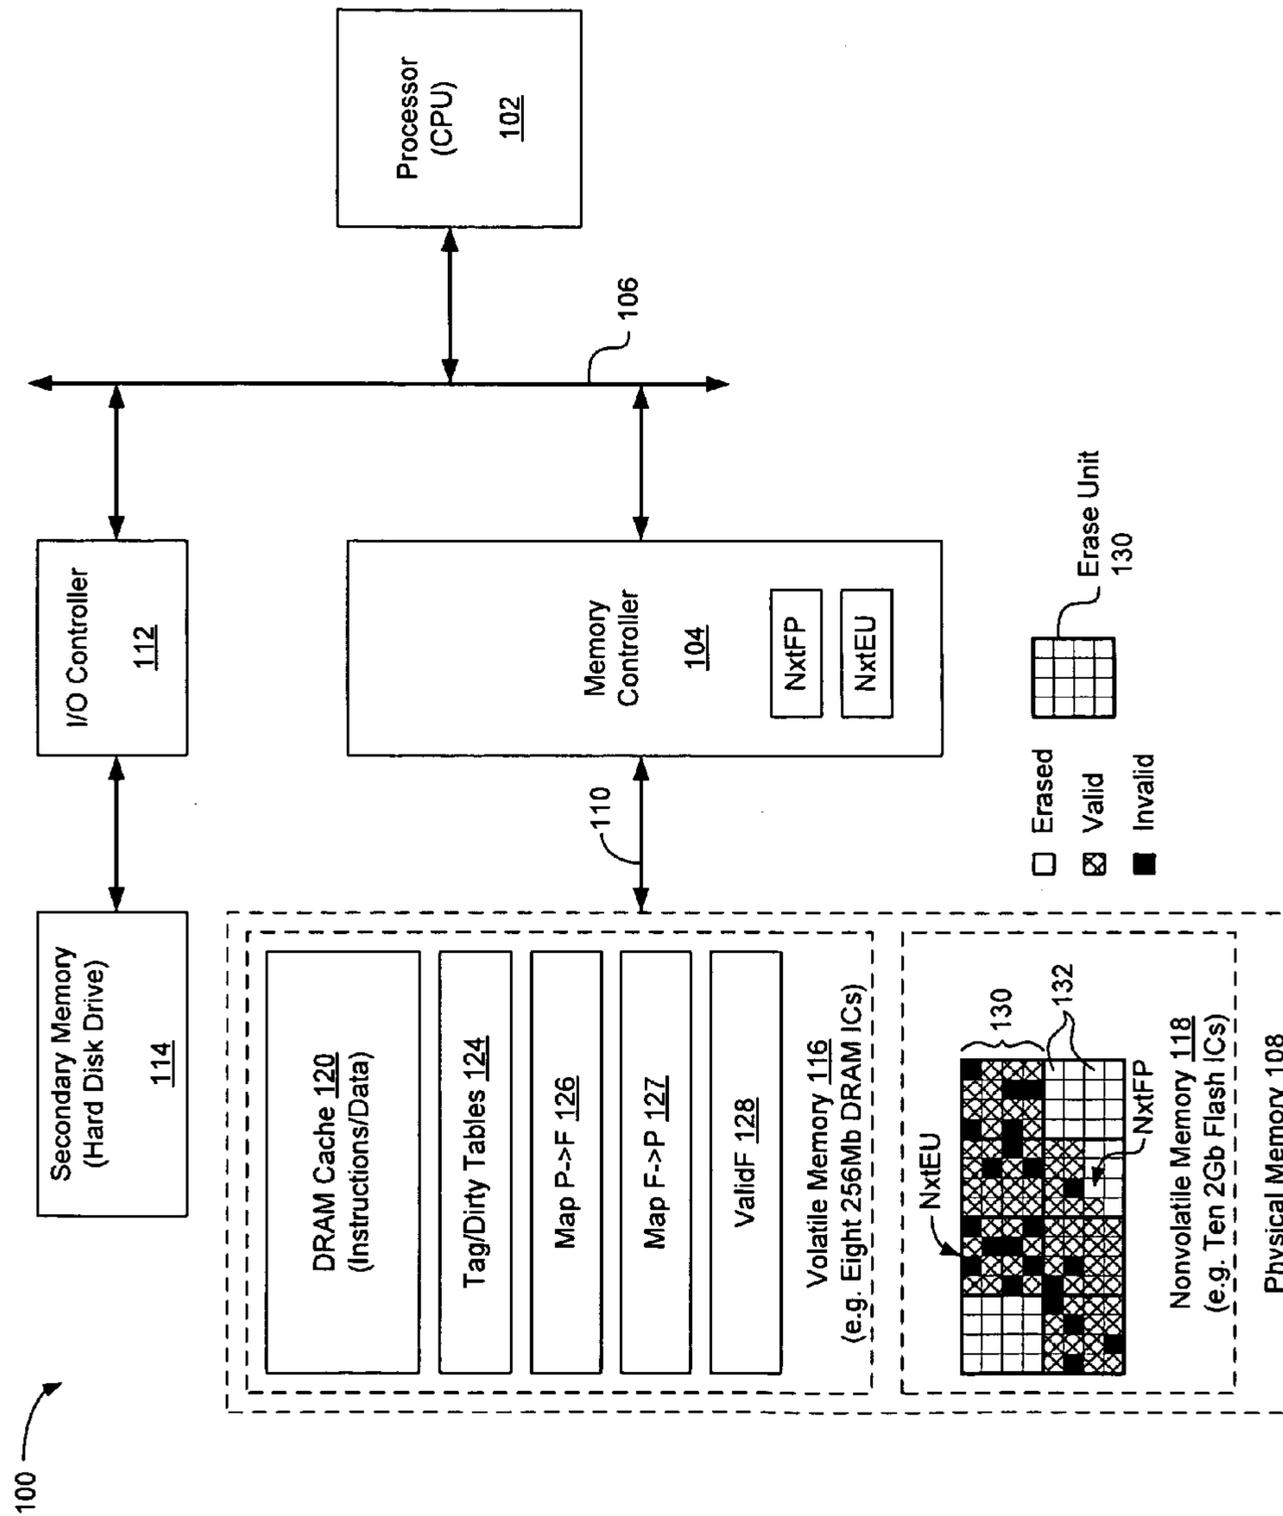 100
Secondary Memory
(Hard Disk Drive)
114
I/O Controller
112
Processor
(CPU)
102
106
Memory
Controller
104
NxtFP
NxtEU
110
DRAM Cache 120
(Instructions/Data)
Tag/Dirty Tables 124
Map P->F 126
Map F->P 127
ValidF 128
Volatile Memory 116
(e.g. Eight 256Mb DRAM ICs)
NxtEU
130
132
NxtFP
Nonvolatile Memory 118
(e.g. Ten 2Gb Flash ICs)
Physical Memory 108
Erased
Valid
Invalid
Erase Unit
130